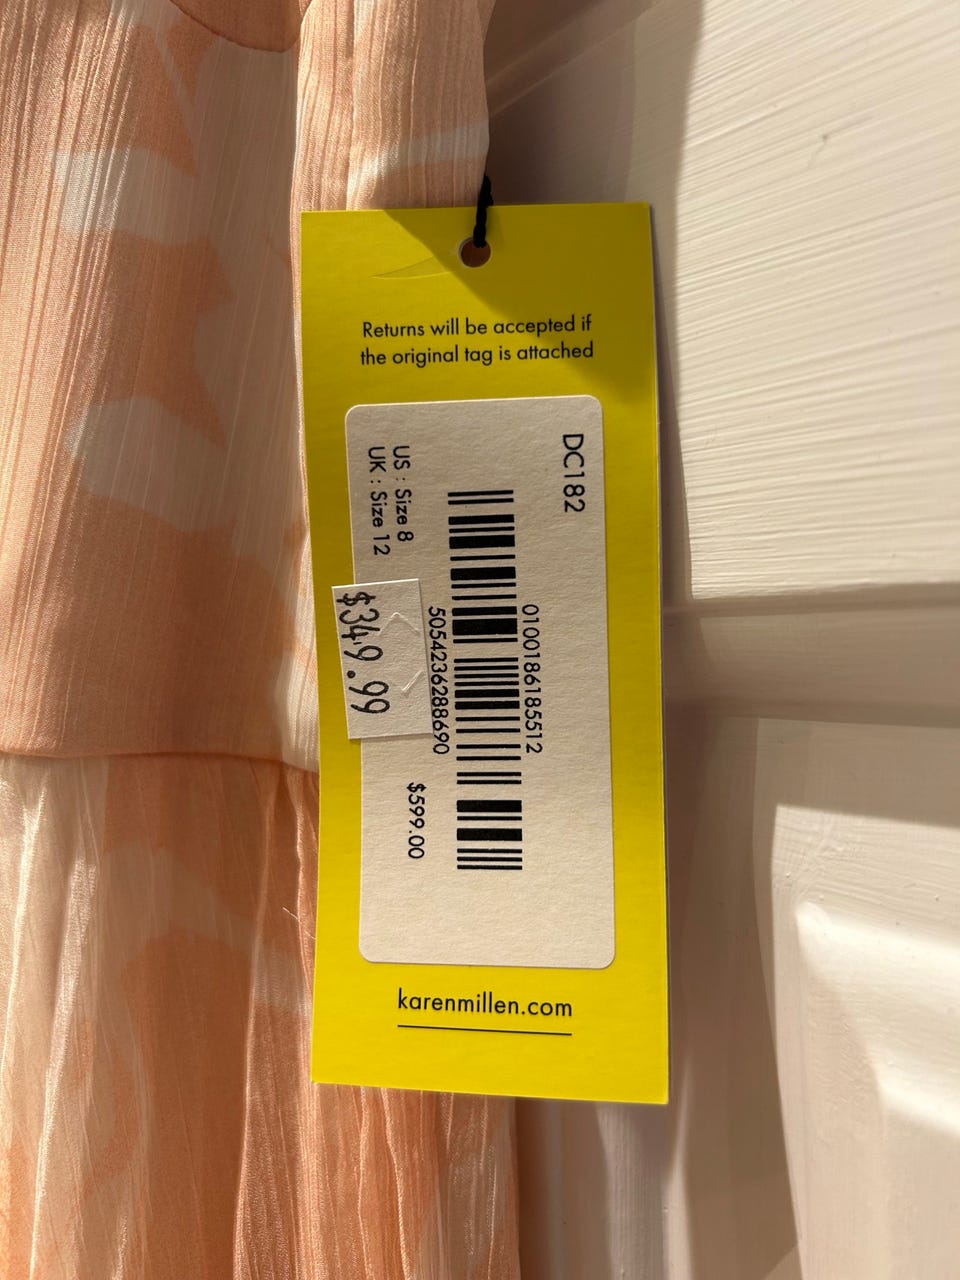 Returns will be accepted if
the original tag is attached
DC182
0100186185512
5054236288690
US : Size 8
UK : Size 12
$599.00
$349.99
karenmillen.com